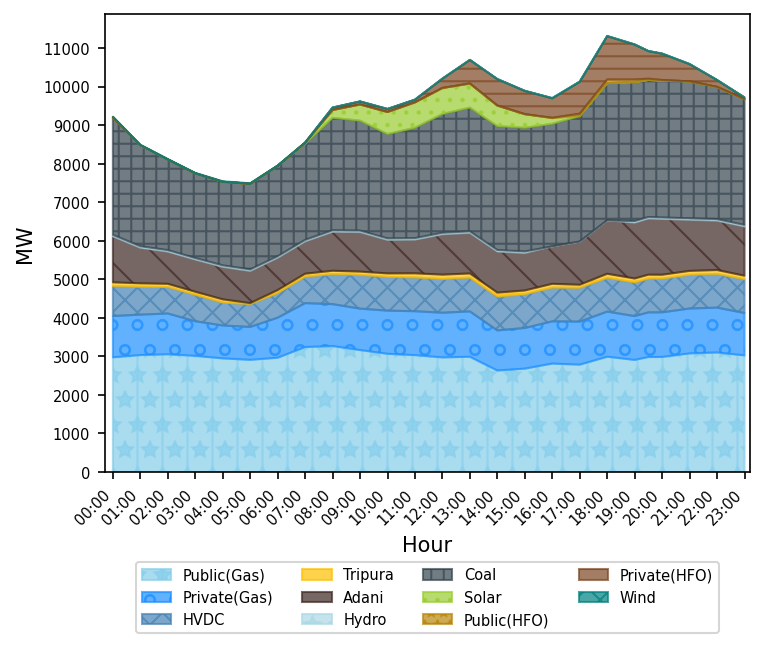 11000
10000
9000
8000
7000
6000
5000
4000
3000
2000
1000
0
MW
00:00 01:00 02:00 03:00 04:00 05:00 06:00 07:00 08:00 09:00 10:00 11:00 12:00 13:00 14:00 15:00 16:00 17:00 18:00 19:00 20:00 21:00 22:00 23:00
Hour
Public(Gas) Tripura Coal Private(HFO)
Private(Gas) Adani Solar Wind
HVDC Hydro Public(HFO)